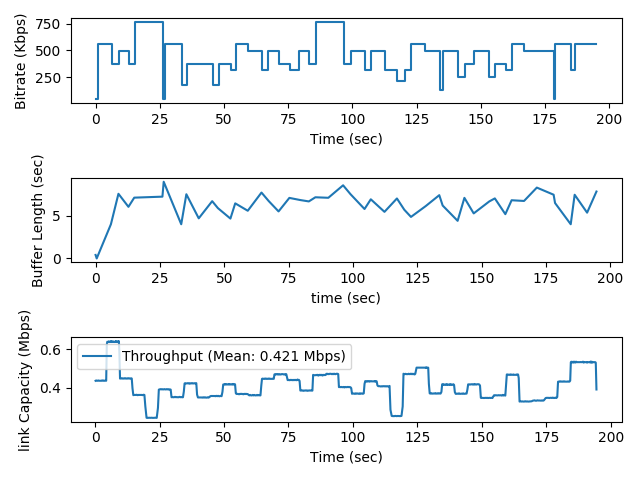 Bitrate (Kbps)
750
500
250
0 25 50 75 100 125 150 175 200
Time (sec)
Buffer Length (sec)
5
0
0 25 50 75 100 125 150 175 200
time (sec)
link Capacity (Mbps)
0.6
0.4
Throughput (Mean: 0.421 Mbps)
0 25 50 75 100 125 150 175 200
Time (sec)